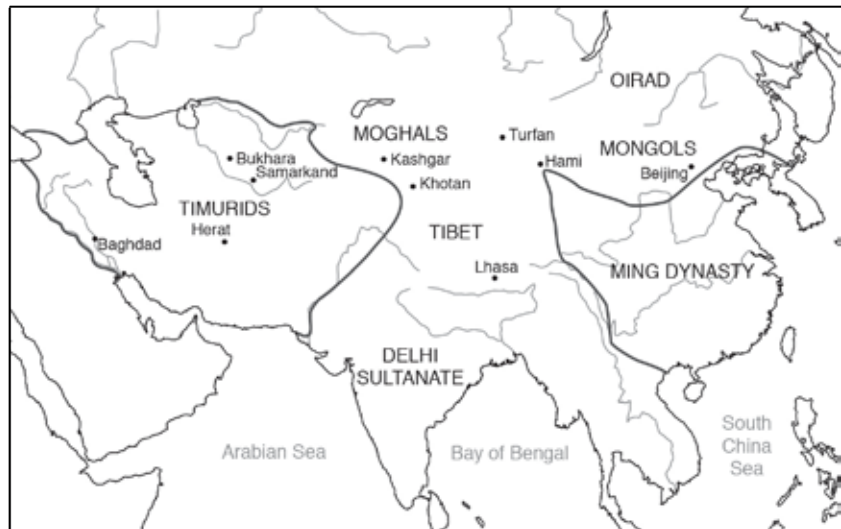 OIRAD
MOGHALS
Turfan
MONGOLS
Bukhara
Kashgar
Hami
Beijing
Samarkand
Khotan
TIMURIDS
Herat
TIBET
Baghdad
Lhasa
MING DYNASTY
DELHI
SULTANATE
South
China
Sea
Arabian Sea
Bay of Bengal